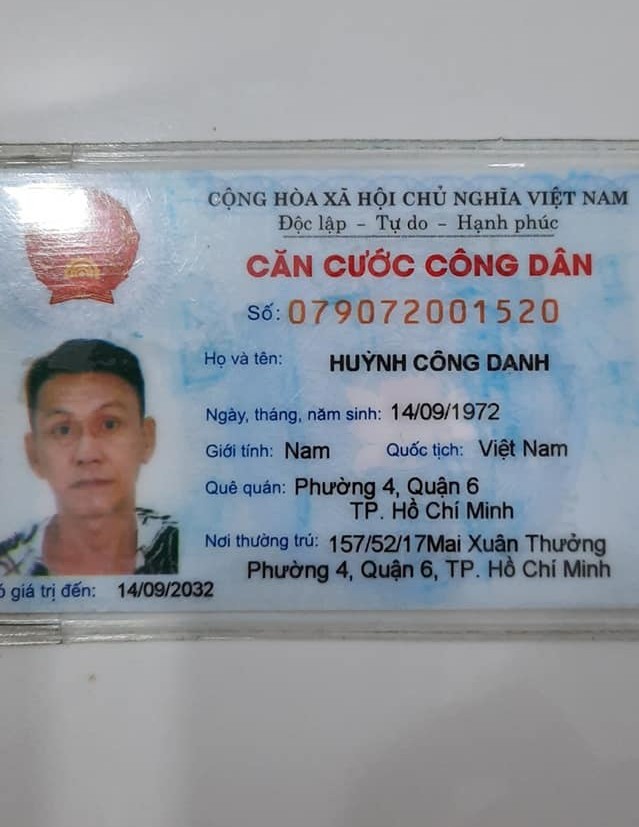 CỘNG HÒA XÃ HỘI CHỦ NGHĨA VIỆT NAM
Độc lập – Tự do – Hạnh phúc
CĂN CƯỚC CÔNG DÂN
Số: 079072001520
Họ và tên: HUỲNH CÔNG DANH
Ngày, tháng, năm sinh: 14/09/1972
Giới tính: Nam Quốc tịch: Việt Nam
Quê quán: Phường 4, Quận 6
TP. Hồ Chí Minh
Nơi thường trú: 157/52/17Mai Xuân Thưởng
Phường 4, Quận 6, TP. Hồ Chí Minh
ó giá trị đến: 14/09/2032